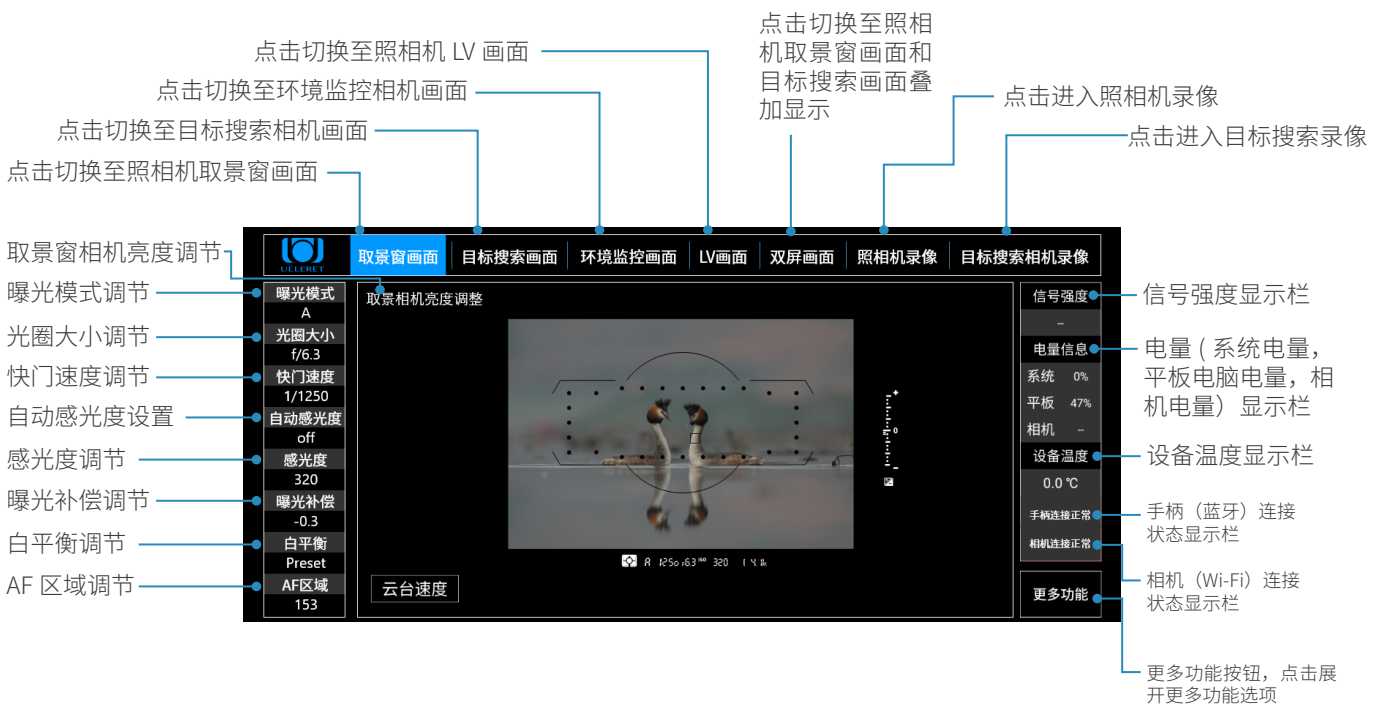 点击切换至照相
机取景窗画面和
目标搜索画面叠
加显示
点击切换至照相机 LV 画面
点击切换至环境监控相机画面
点击进入照相机录像
点击切换至目标搜索相机画面
点击进入目标搜索录像
点击切换至照相机取景窗画面
取景窗相机亮度调节
曝光模式调节
光圈大小调节
快门速度调节
自动感光度设置
感光度调节
曝光补偿调节
白平衡调节
AF 区域调节
UELERET
取景窗画面
目标搜索画面
环境监控画面
LV画面
双屏画面
照相机录像
目标搜索相机录像
曝光模式
A
光圈大小
f/6.3
快门速度
1/1250
自动感光度
off
感光度
320
曝光补偿
-0.3
白平衡
Preset
AF区域
153
取景相机亮度调整
+
0
–
A 1250 F6.3 ISO 320
云台速度
信号强度
--
电量信息
系统 0%
平板 47%
相机 --
设备温度
0.0 ℃
手柄连接正常
相机连接正常
更多功能
信号强度显示栏
电量 ( 系统电量，
平板电脑电量，相
机电量）显示栏
设备温度显示栏
手柄（蓝牙）连接
状态显示栏
相机（Wi-Fi）连接
状态显示栏
更多功能按钮，点击展
开更多功能选项